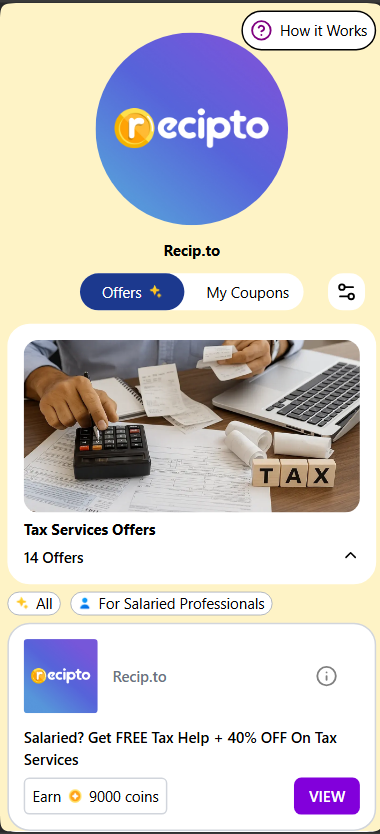 How it Works
recipto
Recip.to
Offers
My Coupons
TAX
Tax Services Offers
14 Offers
All
For Salaried Professionals
recipto
Recip.to
Salaried? Get FREE Tax Help + 40% OFF On Tax
Services
Earn 9000 coins
VIEW